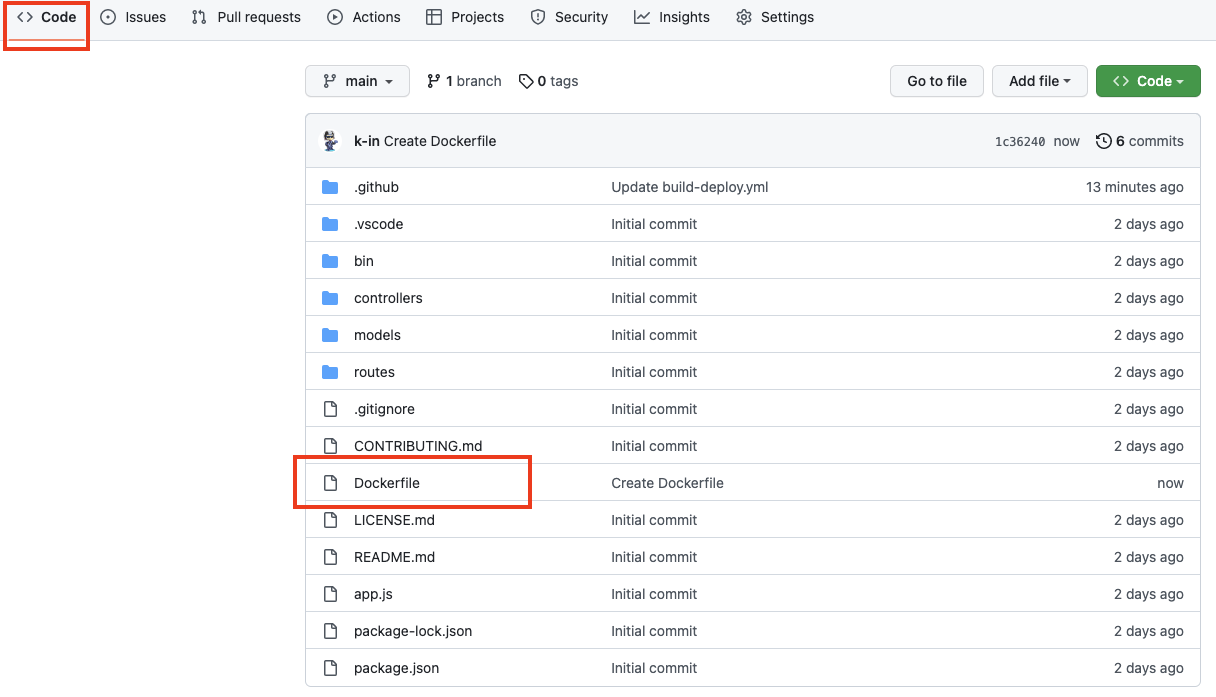 Code Issues Pull requests Actions Projects Security Insights Settings
main 1 branch 0 tags Go to file Add file Code
k-in Create Dockerfile 1c36240 now 6 commits
.github Update build-deploy.yml 13 minutes ago
.vscode Initial commit 2 days ago
bin Initial commit 2 days ago
controllers Initial commit 2 days ago
models Initial commit 2 days ago
routes Initial commit 2 days ago
.gitignore Initial commit 2 days ago
CONTRIBUTING.md Initial commit 2 days ago
Dockerfile Create Dockerfile now
LICENSE.md Initial commit 2 days ago
README.md Initial commit 2 days ago
app.js Initial commit 2 days ago
package-lock.json Initial commit 2 days ago
package.json Initial commit 2 days ago